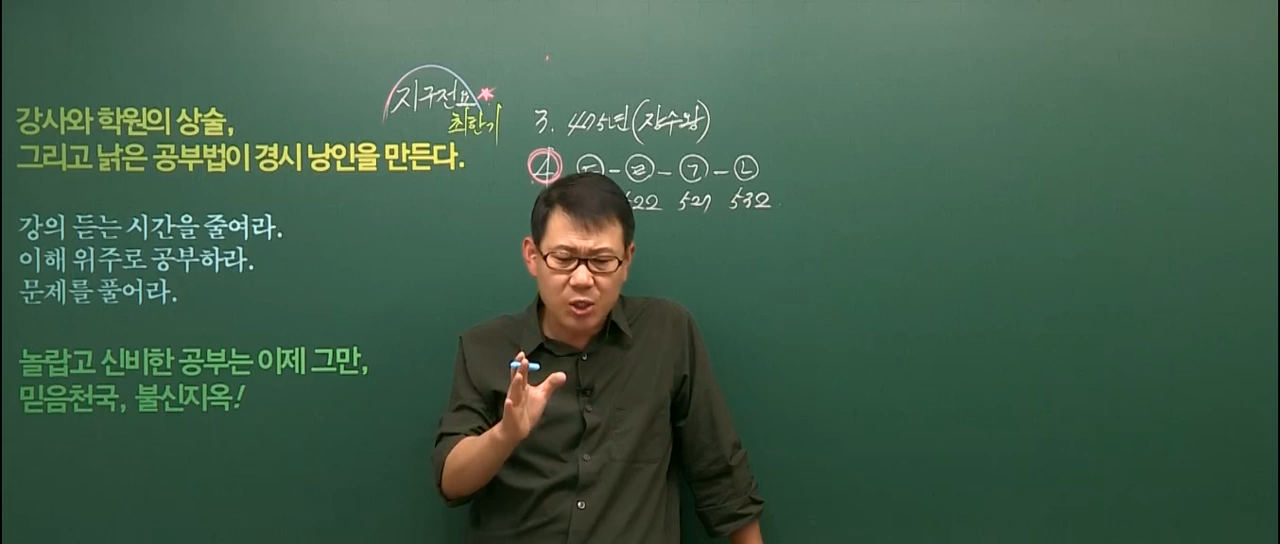 강사와 학원의 상술,
그리고 낡은 공부법이 경시 낭인을 만든다.
강의 듣는 시간을 줄여라.
이해 위주로 공부하라.
문제를 풀어라.
놀랍고 신비한 공부는 이제 그만,
믿음천국, 불신지옥!
지구전요
최한기
3. 475년(장수왕)
4 ㄷ-ㄹ-ㄱ-ㄴ
522 527 532